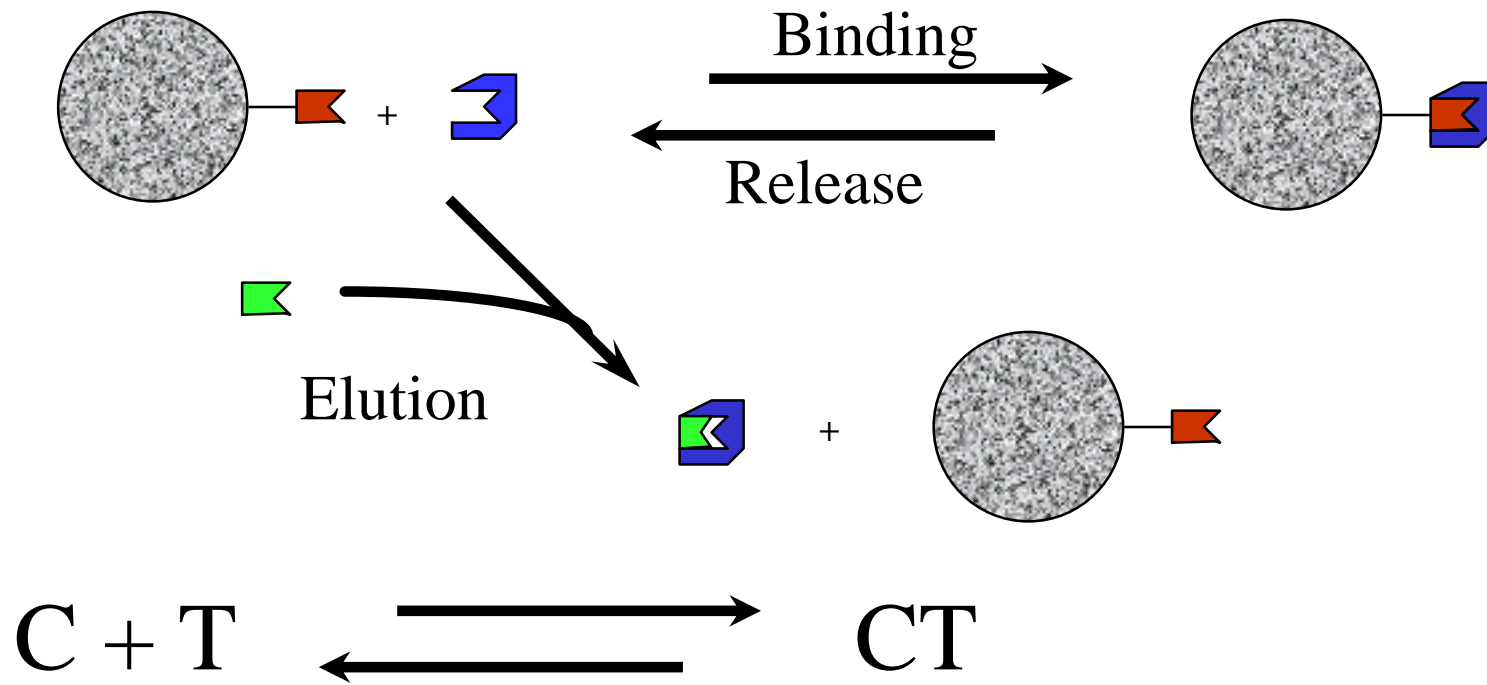 Binding
+
Release
Elution
+
C + T
CT